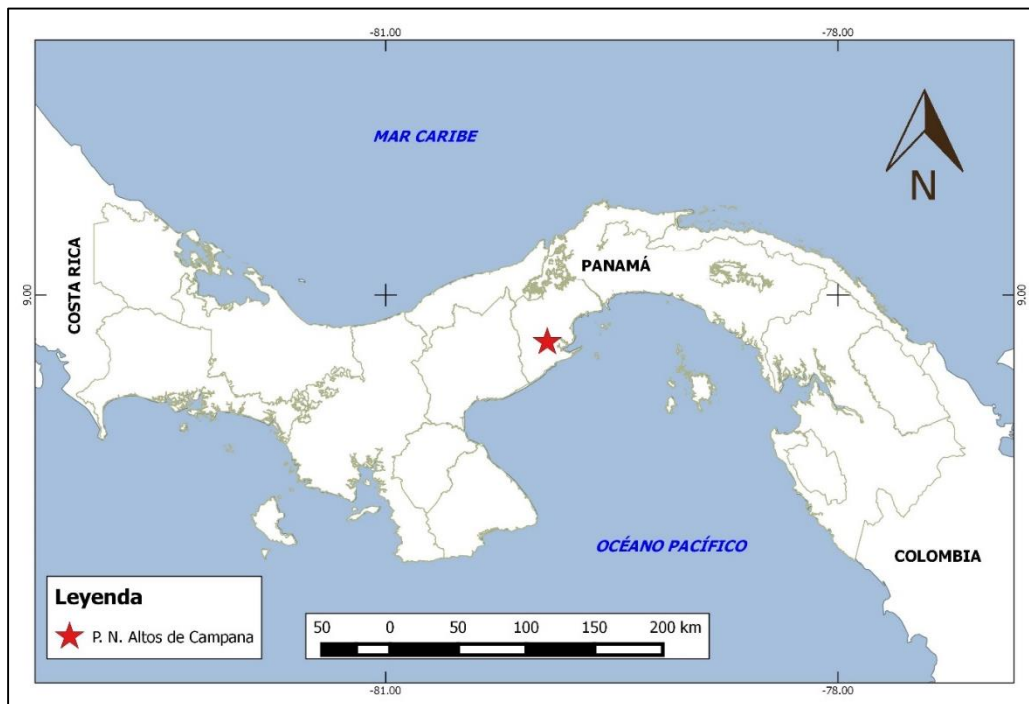 -81.00
-78.00
MAR CARIBE
N
COSTA RICA
PANAMÁ
9.00
9.00
OCÉANO PACÍFICO
COLOMBIA
Leyenda
P. N. Altos de Campana
50 0 50 100 150 200 km
-81.00
-78.00